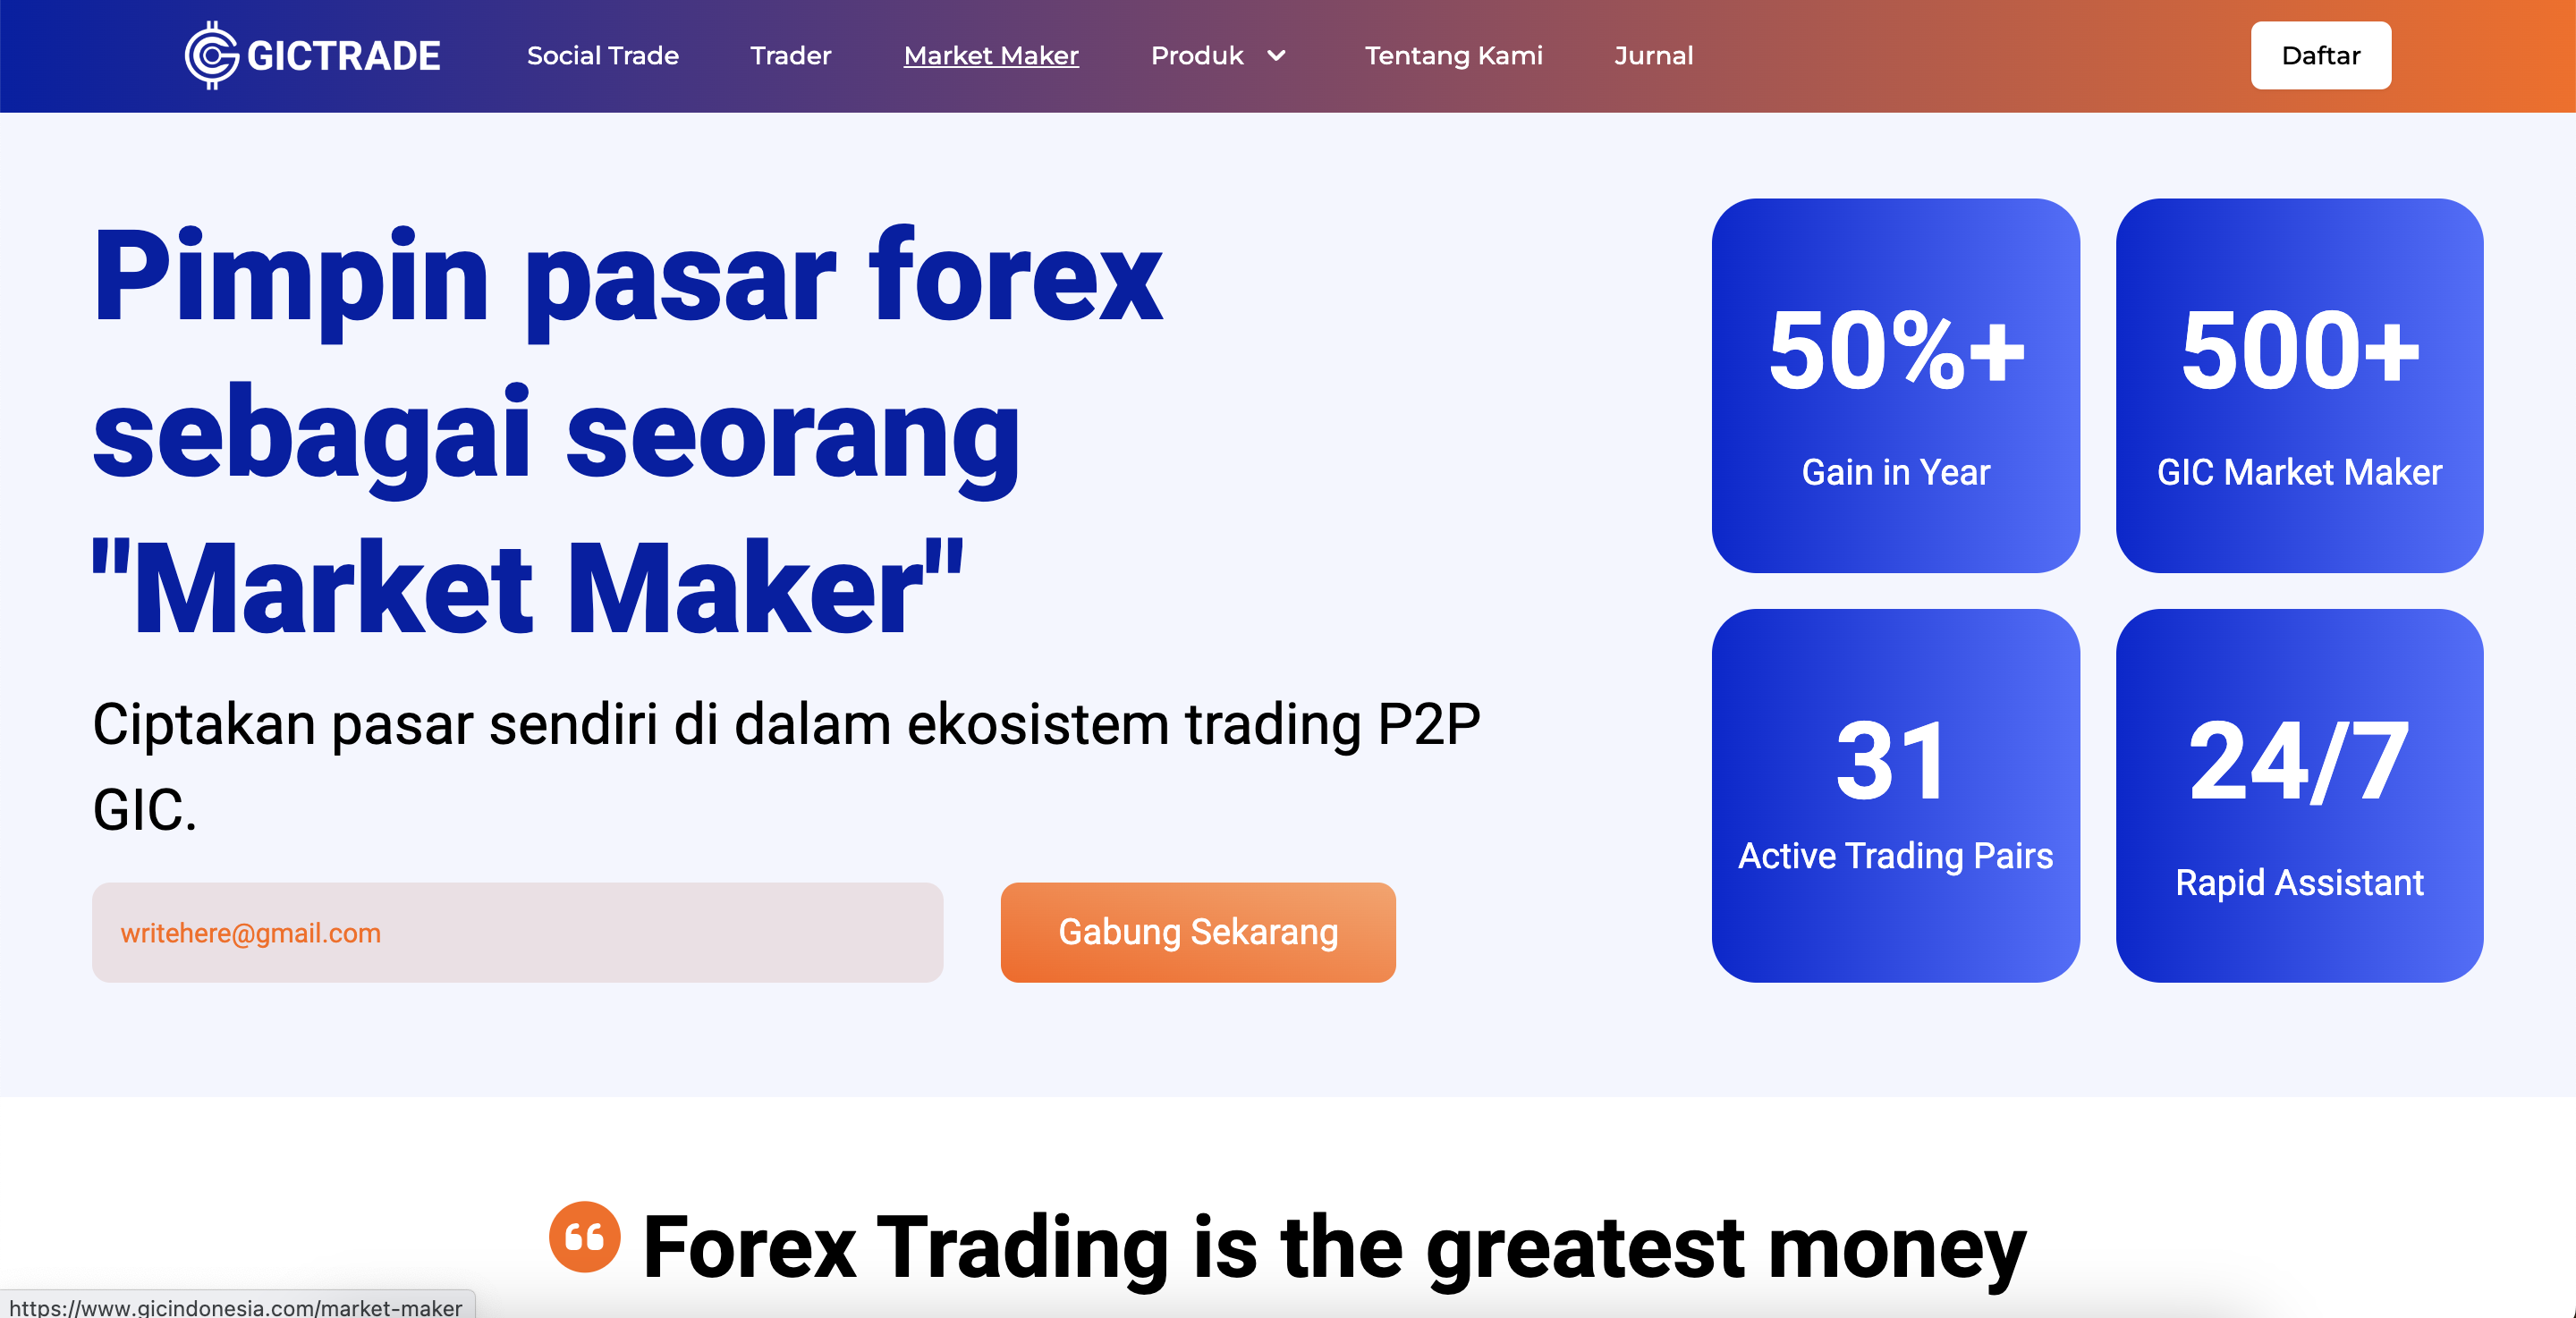 GICTRADE
Social Trade
Trader
Market Maker
Produk
Tentang Kami
Jurnal
Daftar
Pimpin pasar forex
sebagai seorang
"Market Maker"
Ciptakan pasar sendiri di dalam ekosistem trading P2P
GIC.
writehere@gmail.com
Gabung Sekarang
50%+
Gain in Year
500+
GIC Market Maker
31
Active Trading Pairs
24/7
Rapid Assistant
Forex Trading is the greatest money
https://www.gicindonesia.com/market-maker